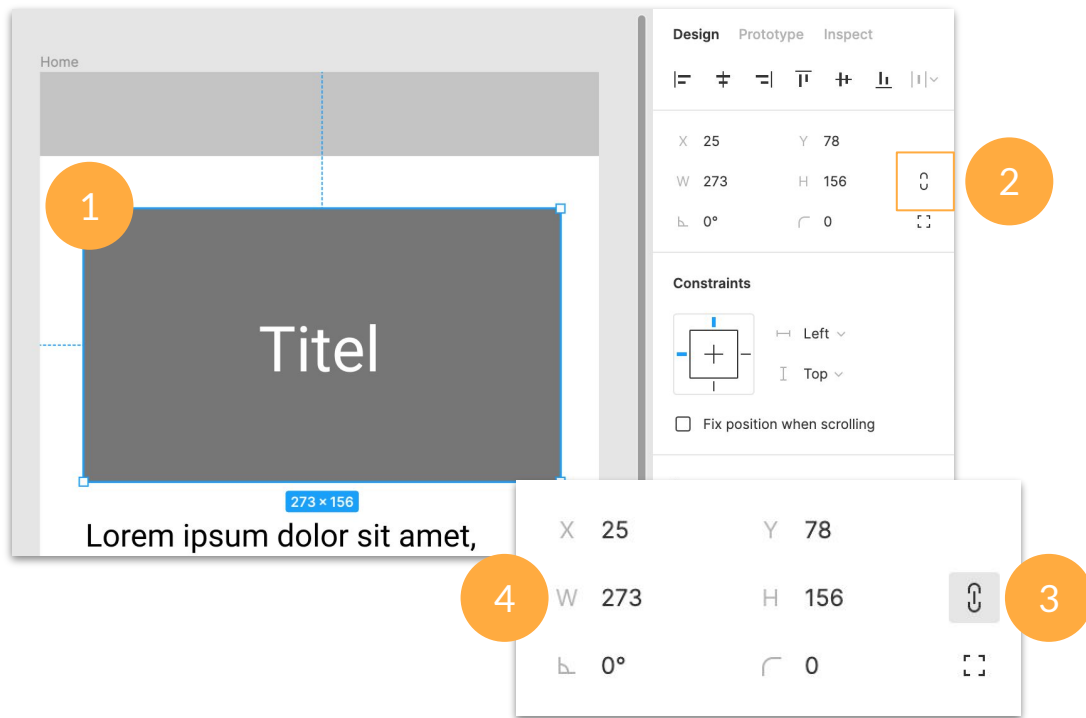 Design Prototype Inspect
Home
X 25 Y 78
W 273 H 156
0° 0
1
2
Constraints
Left
Top
Fix position when scrolling
Titel
273 × 156
Lorem ipsum dolor sit amet,
X 25 Y 78
4
W 273 H 156
3
0° 0